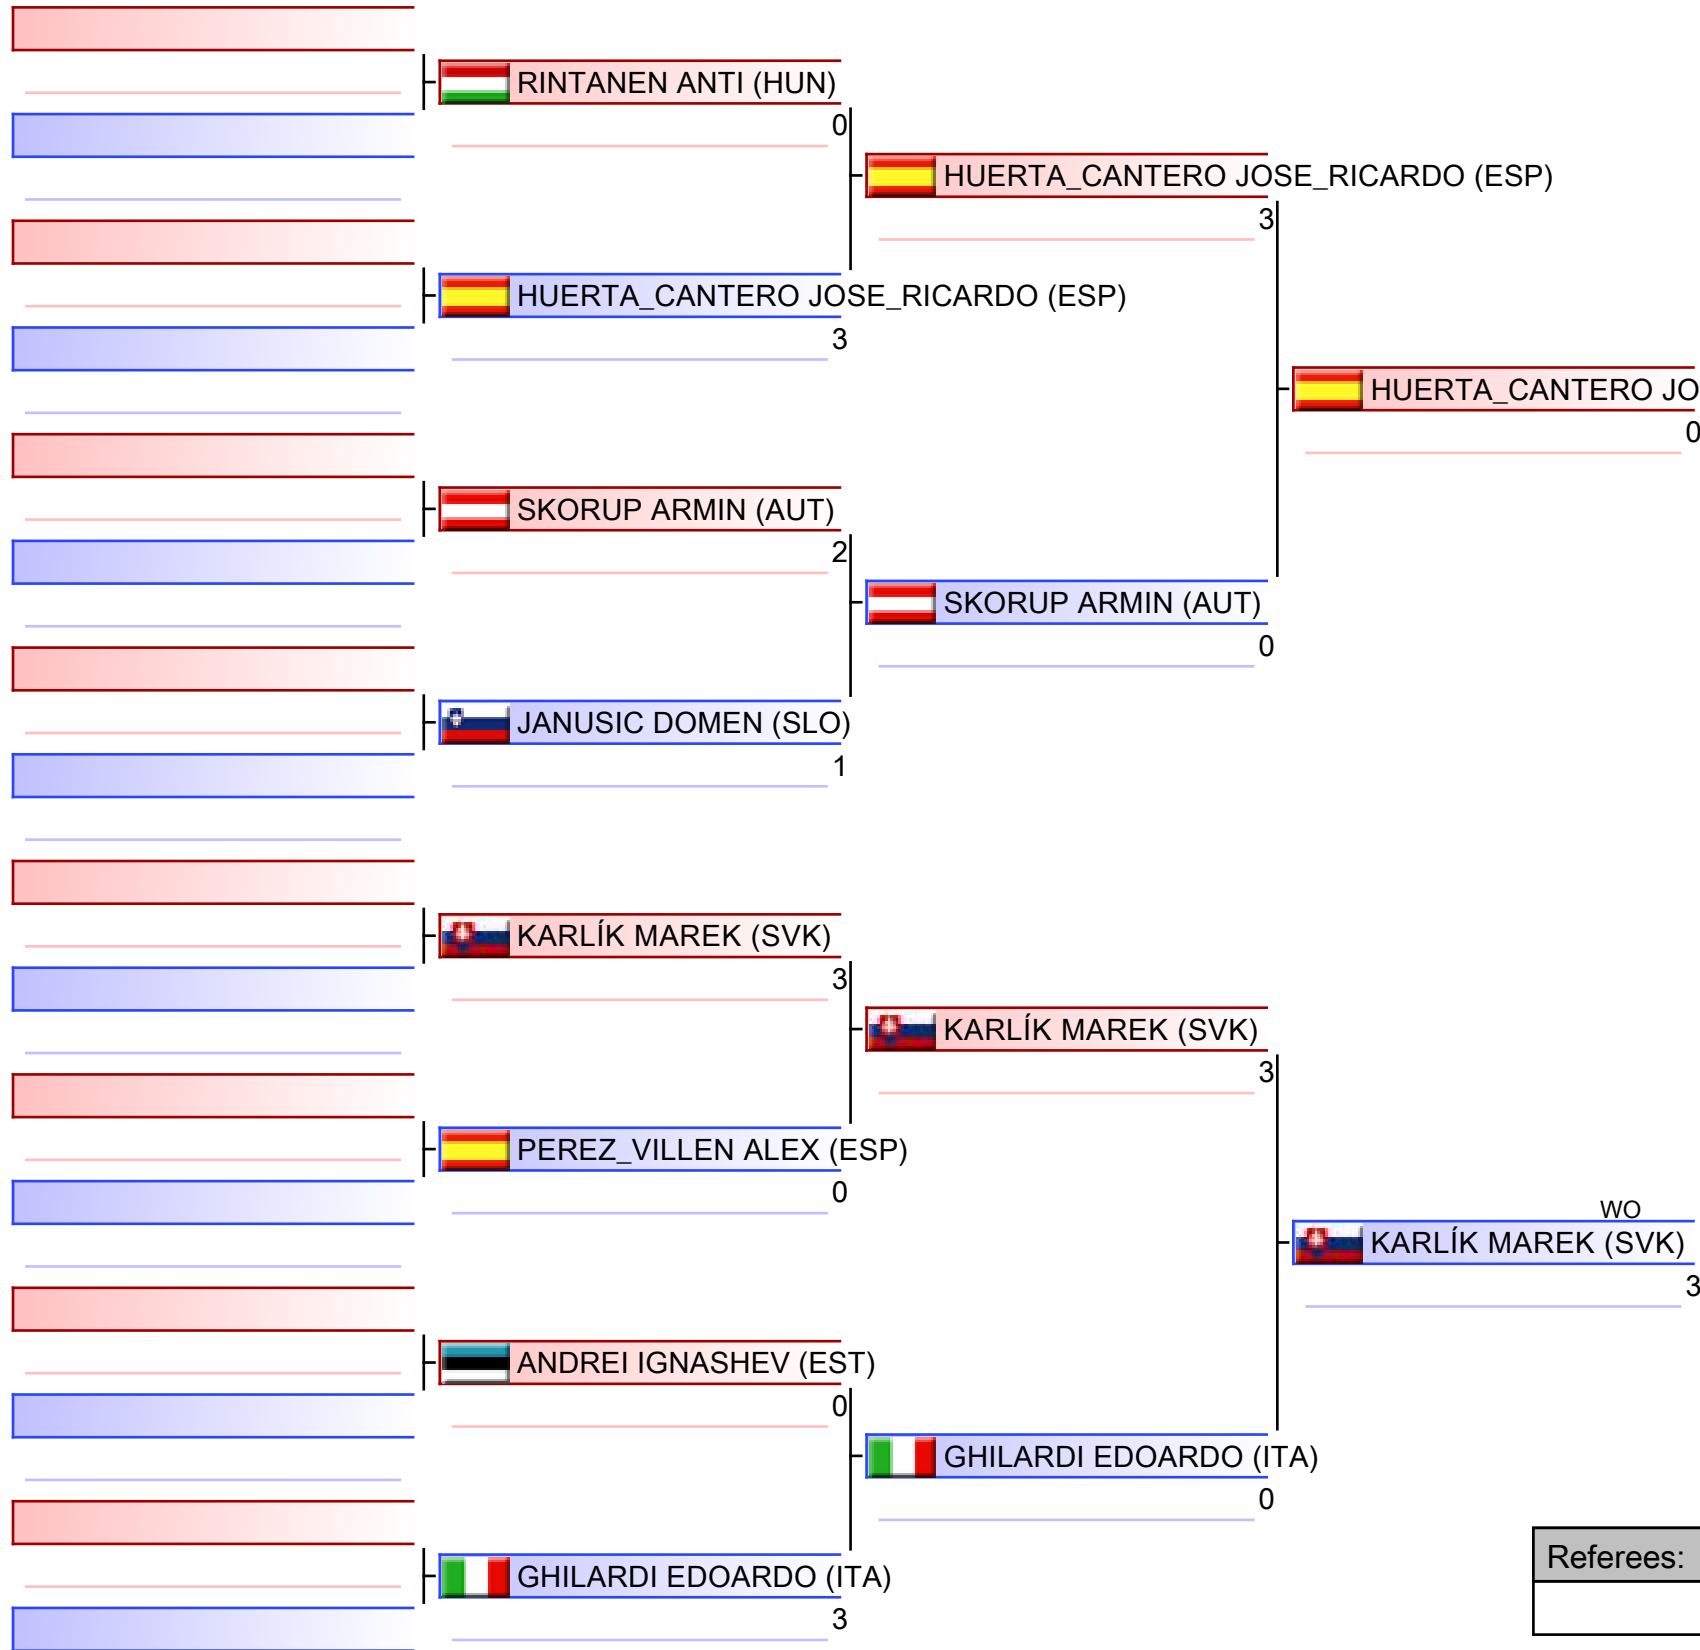 RINTANEN ANTI (HUN)
0
HUERTA_CANTERO JOSE_RICARDO (ESP)
3
HUERTA_CANTERO JOSE_RICARDO (ESP)
3
HUERTA_CANTERO JO
0
SKORUP ARMIN (AUT)
2
SKORUP ARMIN (AUT)
0
JANUSIC DOMEN (SLO)
1
KARLÍK MAREK (SVK)
3
KARLÍK MAREK (SVK)
3
PEREZ_VILLEN ALEX (ESP)
0
WO
KARLÍK MAREK (SVK)
3
ANDREI IGNASHEV (EST)
0
GHILARDI EDOARDO (ITA)
0
GHILARDI EDOARDO (ITA)
3
Referees: